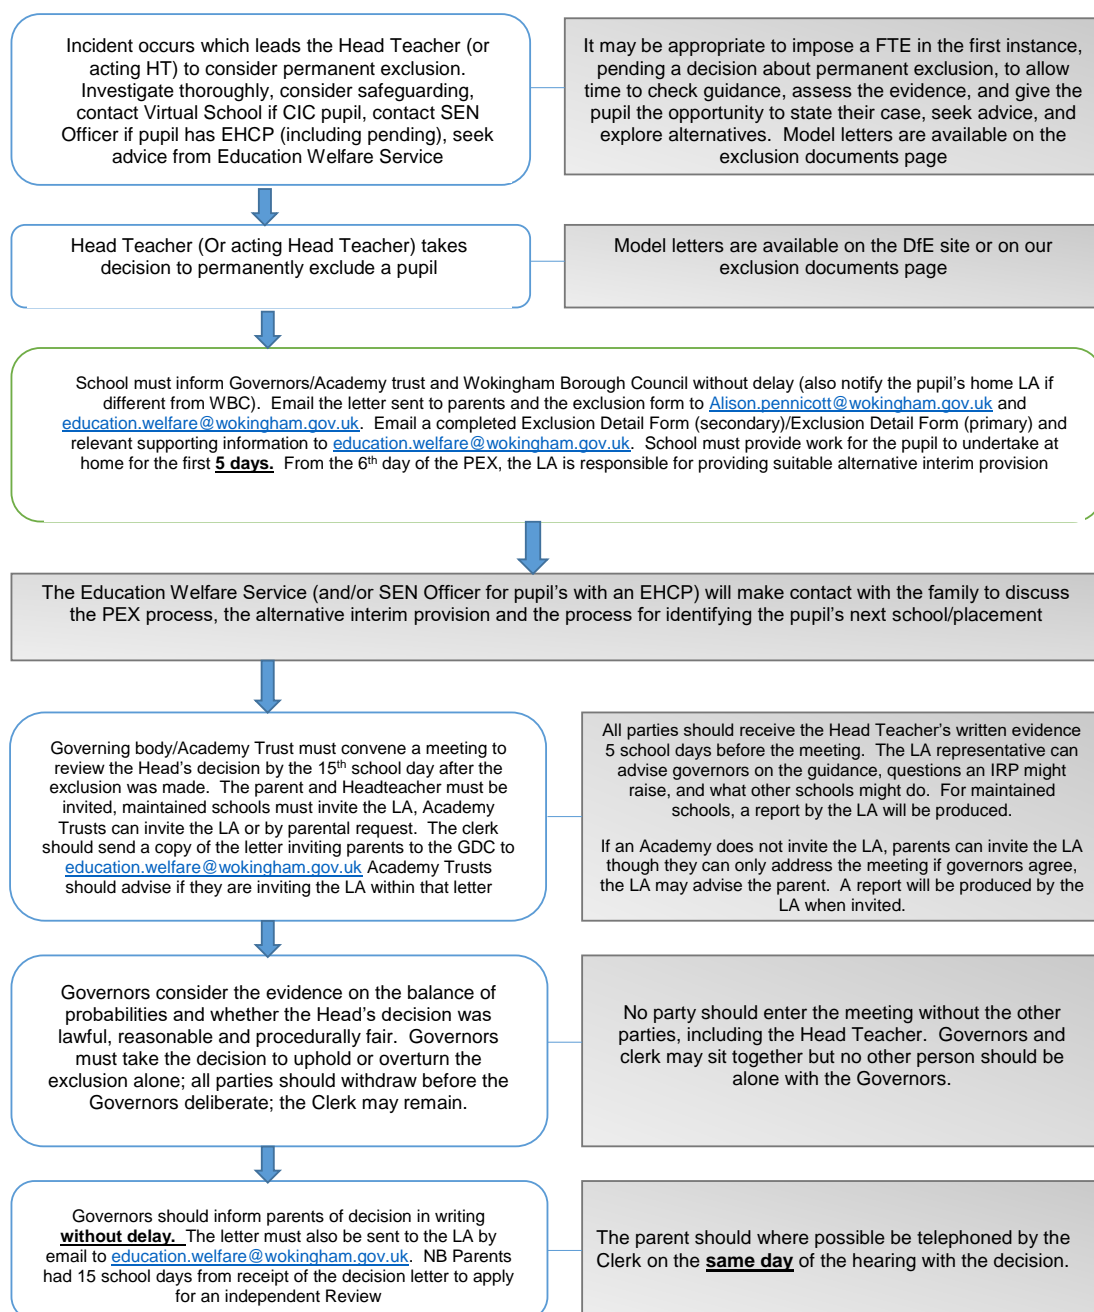 Incident occurs which leads the Head Teacher (or
acting HT) to consider permanent exclusion.
Investigate thoroughly, consider safeguarding,
contact Virtual School if CIC pupil, contact SEN
Officer if pupil has EHCP (including pending), seek
advice from Education Welfare Service
It may be appropriate to impose a FTE in the first instance,
pending a decision about permanent exclusion, to allow
time to check guidance, assess the evidence, and give the
pupil the opportunity to state their case, seek advice, and
explore alternatives.  Model letters are available on the
exclusion documents page
Head Teacher (Or acting Head Teacher) takes
decision to permanently exclude a pupil
Model letters are available on the DfE site or on our
exclusion documents page
School must inform Governors/Academy trust and Wokingham Borough Council without delay (also notify the pupil's home LA if
different from WBC).  Email the letter sent to parents and the exclusion form to Alison.pennicott@wokingham.gov.uk and
education.welfare@wokingham.gov.uk.  Email a completed Exclusion Detail Form (secondary)/Exclusion Detail Form (primary) and
relevant supporting information to education.welfare@wokingham.gov.uk.  School must provide work for the pupil to undertake at
home for the first 5 days.  From the 6th day of the PEX, the LA is responsible for providing suitable alternative interim provision
The Education Welfare Service (and/or SEN Officer for pupil's with an EHCP) will make contact with the family to discuss
the PEX process, the alternative interim provision and the process for identifying the pupil's next school/placement
Governing body/Academy Trust must convene a meeting to
review the Head's decision by the 15th school day after the
exclusion was made.  The parent and Headteacher must be
invited, maintained schools must invite the LA, Academy
Trusts can invite the LA or by parental request.  The clerk
should send a copy of the letter inviting parents to the GDC to
education.welfare@wokingham.gov.uk Academy Trusts
should advise if they are inviting the LA within that letter
All parties should receive the Head Teacher's written evidence
5 school days before the meeting.  The LA representative can
advise governors on the guidance, questions an IRP might
raise, and what other schools might do.  For maintained
schools, a report by the LA will be produced.
If an Academy does not invite the LA, parents can invite the LA
though they can only address the meeting if governors agree,
the LA may advise the parent.  A report will be produced by the
LA when invited.
Governors consider the evidence on the balance of
probabilities and whether the Head's decision was
lawful, reasonable and procedurally fair.  Governors
must take the decision to uphold or overturn the
exclusion alone; all parties should withdraw before the
Governors deliberate; the Clerk may remain.
No party should enter the meeting without the other
parties, including the Head Teacher.  Governors and
clerk may sit together but no other person should be
alone with the Governors.
Governors should inform parents of decision in writing
without delay.  The letter must also be sent to the LA by
email to education.welfare@wokingham.gov.uk.  NB Parents
had 15 school days from receipt of the decision letter to apply
for an independent Review
The parent should where possible be telephoned by the
Clerk on the same day of the hearing with the decision.